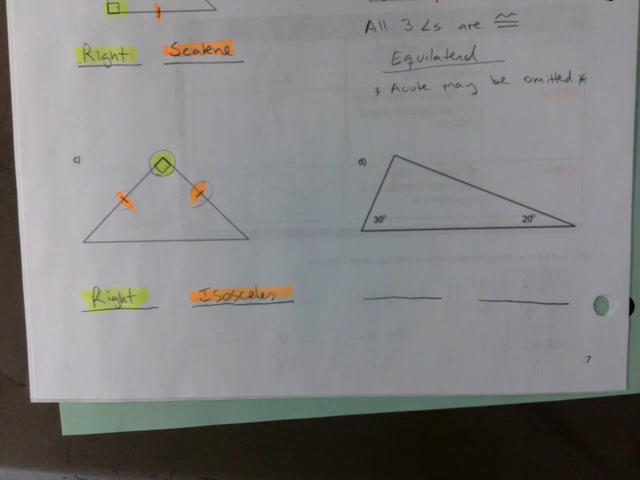 All 3 ∠s are ≅
Right Scalene
Equilateral
* Acute may be omitted *
c)
d)
30°
20°
Right Isosceles
7